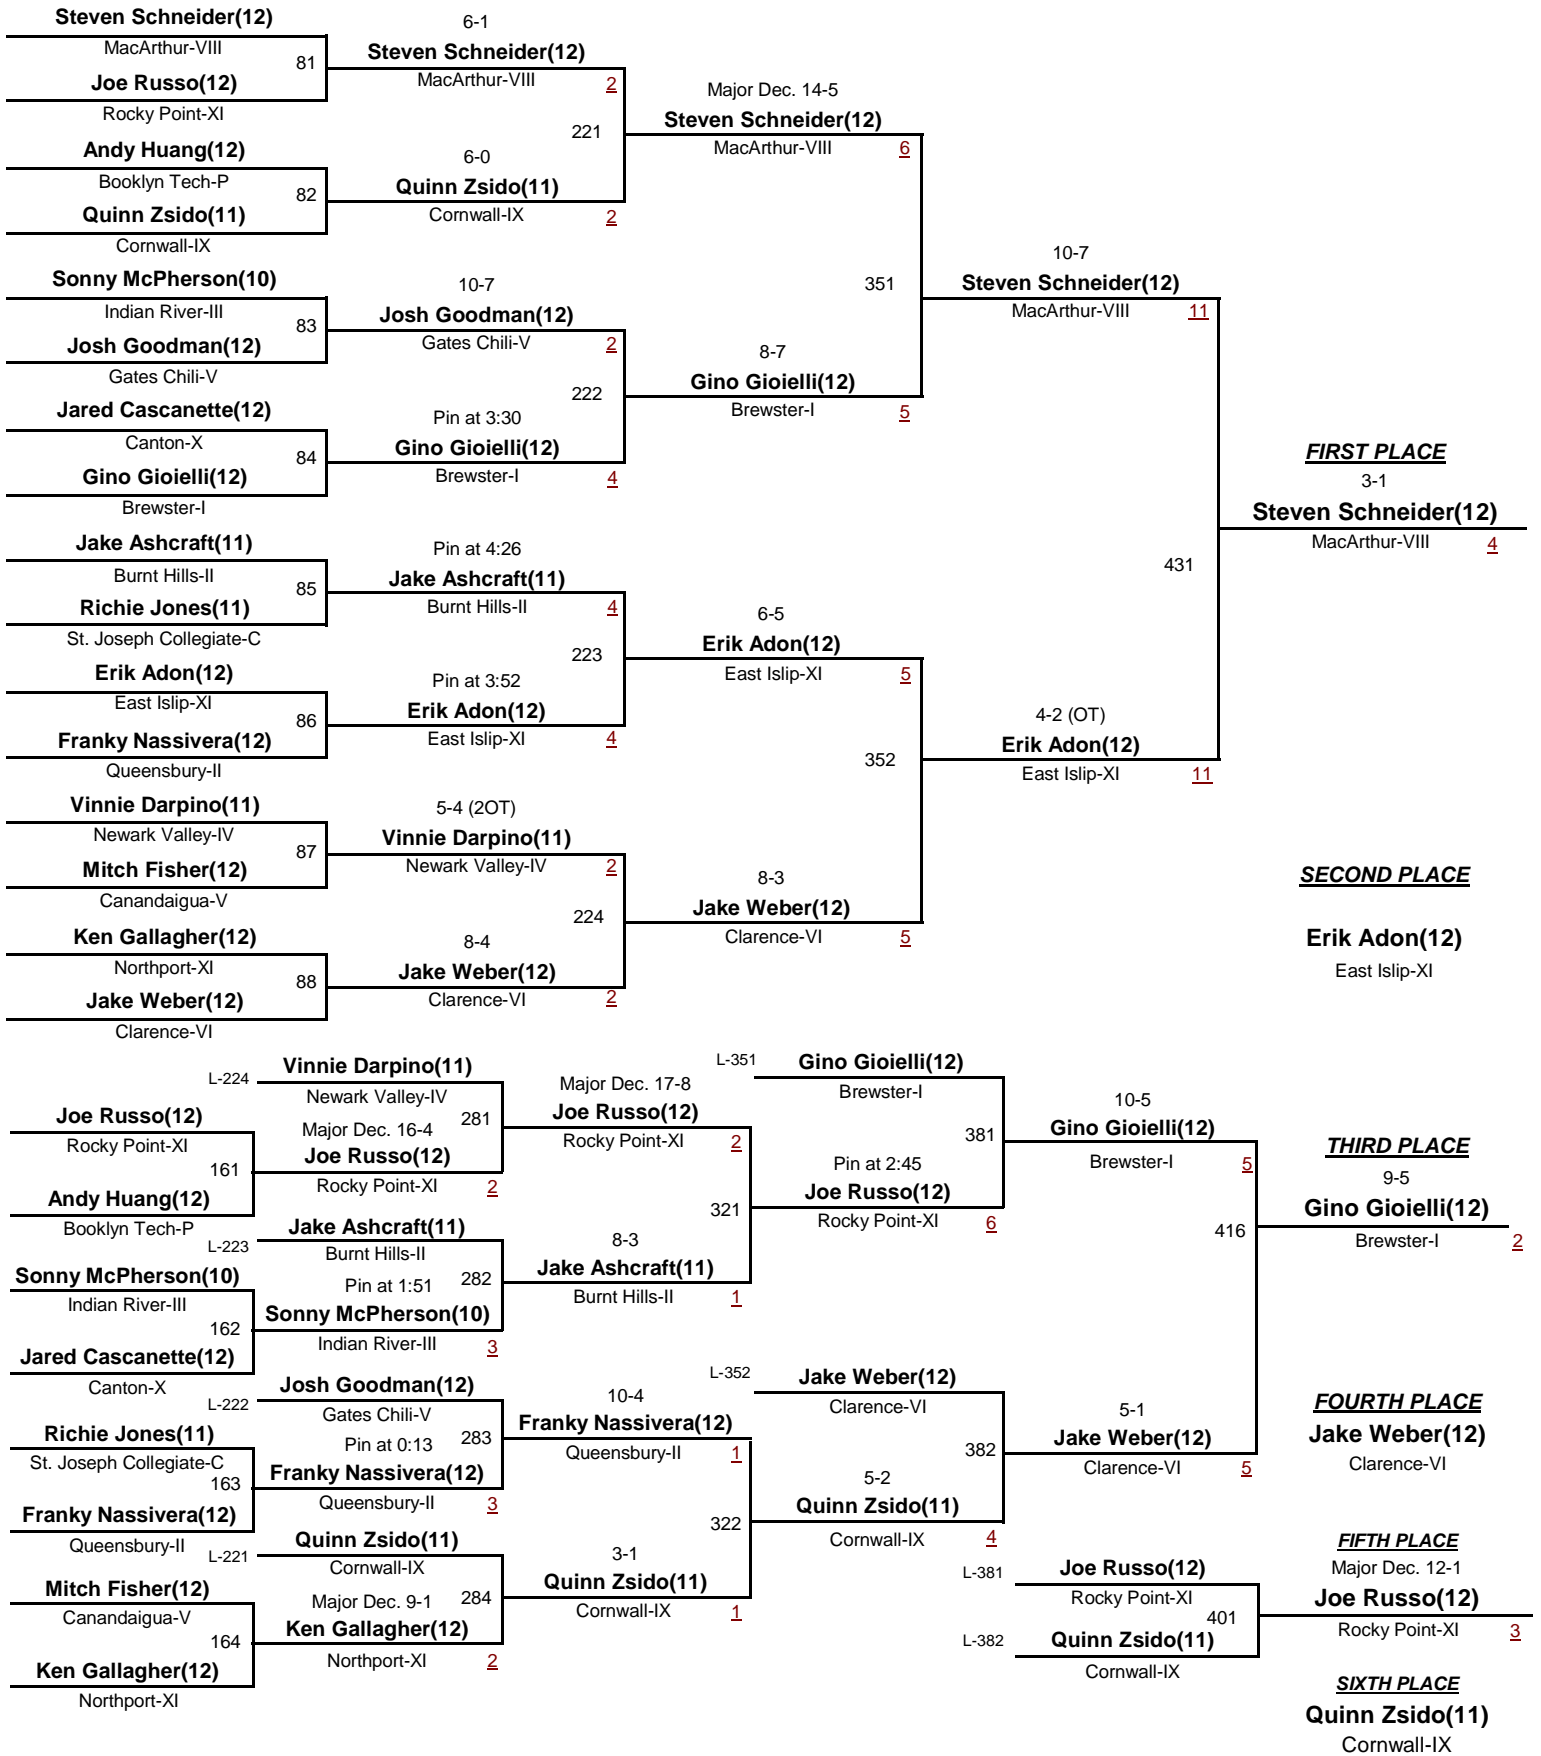 Steven Schneider(12)
6-1
MacArthur-VIII
81
Steven Schneider(12)
Joe Russo(12)
MacArthur-VIII
2
Rocky Point-XI
Major Dec. 14-5
221
Steven Schneider(12)
Andy Huang(12)
6-0
MacArthur-VIII
6
Booklyn Tech-P
82
Quinn Zsido(11)
Quinn Zsido(11)
Cornwall-IX
2
Cornwall-IX
10-7
Sonny McPherson(10)
10-7
351
Steven Schneider(12)
Indian River-III
83
Josh Goodman(12)
MacArthur-VIII
11
Josh Goodman(12)
Gates Chili-V
2
Gates Chili-V
8-7
222
Gino Gioielli(12)
Jared Cascanette(12)
Pin at 3:30
Brewster-I
5
Canton-X
84
Gino Gioielli(12)
FIRST PLACE
Gino Gioielli(12)
Brewster-I
4
3-1
Brewster-I
Steven Schneider(12)
Jake Ashcraft(11)
Pin at 4:26
MacArthur-VIII
4
Burnt Hills-II
85
Jake Ashcraft(11)
431
Richie Jones(11)
Burnt Hills-II
4
St. Joseph Collegiate-C
6-5
223
Erik Adon(12)
Erik Adon(12)
Pin at 3:52
East Islip-XI
5
East Islip-XI
86
Erik Adon(12)
4-2 (OT)
Franky Nassivera(12)
East Islip-XI
4
Erik Adon(12)
Queensbury-II
352
East Islip-XI
11
Vinnie Darpino(11)
5-4 (2OT)
Newark Valley-IV
87
Vinnie Darpino(11)
Mitch Fisher(12)
Newark Valley-IV
2
SECOND PLACE
Canandaigua-V
8-3
224
Jake Weber(12)
Ken Gallagher(12)
8-4
Clarence-VI
5
Erik Adon(12)
Northport-XI
88
Jake Weber(12)
East Islip-XI
Jake Weber(12)
Clarence-VI
2
Clarence-VI
L-224
Vinnie Darpino(11)
L-351
Gino Gioielli(12)
Newark Valley-IV
Major Dec. 17-8
Brewster-I
Joe Russo(12)
281
Joe Russo(12)
10-5
Rocky Point-XI
Major Dec. 16-4
Rocky Point-XI
2
381
Gino Gioielli(12)
161
Joe Russo(12)
Pin at 2:45
Brewster-I
5
THIRD PLACE
Andy Huang(12)
Rocky Point-XI
2
Joe Russo(12)
9-5
Booklyn Tech-P
321
Rocky Point-XI
6
Gino Gioielli(12)
L-223
Jake Ashcraft(11)
8-3
416
Brewster-I
2
Burnt Hills-II
Jake Ashcraft(11)
Sonny McPherson(10)
Pin at 1:51
282
Burnt Hills-II
1
Indian River-III
162
Sonny McPherson(10)
Jared Cascanette(12)
Indian River-III
3
Canton-X
L-222
Josh Goodman(12)
L-352
Jake Weber(12)
Gates Chili-V
10-4
Clarence-VI
FOURTH PLACE
Richie Jones(11)
Pin at 0:13
283
Franky Nassivera(12)
5-1
Jake Weber(12)
St. Joseph Collegiate-C
163
Franky Nassivera(12)
Queensbury-II
1
382
Jake Weber(12)
Clarence-VI
Franky Nassivera(12)
Queensbury-II
3
5-2
Clarence-VI
5
Queensbury-II
322
Quinn Zsido(11)
L-221
Quinn Zsido(11)
Cornwall-IX
4
FIFTH PLACE
Cornwall-IX
3-1
L-381
Joe Russo(12)
Major Dec. 12-1
Mitch Fisher(12)
Major Dec. 9-1
284
Quinn Zsido(11)
Rocky Point-XI
Joe Russo(12)
Canandaigua-V
164
Ken Gallagher(12)
Cornwall-IX
1
401
Rocky Point-XI
3
Ken Gallagher(12)
Northport-XI
2
L-382
Quinn Zsido(11)
Northport-XI
Cornwall-IX
SIXTH PLACE
Quinn Zsido(11)
Cornwall-IX